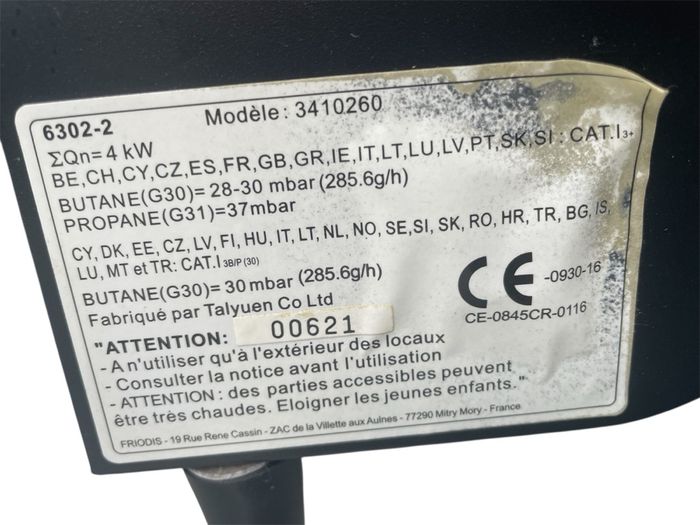 6302-2 Modèle: 3410260
ΣQn= 4 kW
BE,CH,CY,CZ,ES,FR,GB,GR,IE,IT,LT,LU,LV,PT,SK,SI : CAT.I3+
BUTANE(G30)= 28-30 mbar (285.6g/h)
PROPANE(G31)=37mbar
CY, DK, EE, CZ, LV, FI, HU, IT, LT, NL, NO, SE,SI, SK, RO, HR, TR, BG, IS,
LU, MT et TR: CAT.I3B/P (30)
BUTANE(G30)= 30 mbar (285.6g/h)
Fabriqué par Talyuen Co Ltd
CE -0930-16
CE-0845CR-0116
00621
"ATTENTION:
- A n'utiliser qu'à l'extérieur des locaux
- Consulter la notice avant l'utilisation
- ATTENTION : des parties accessibles peuvent
être trés chaudes. Eloigner les jeunes enfants."
FRIODIS - 19 Rue Rene Cassin - ZAC de la Villette aux Aulnes - 77290 Mitry Mory - France